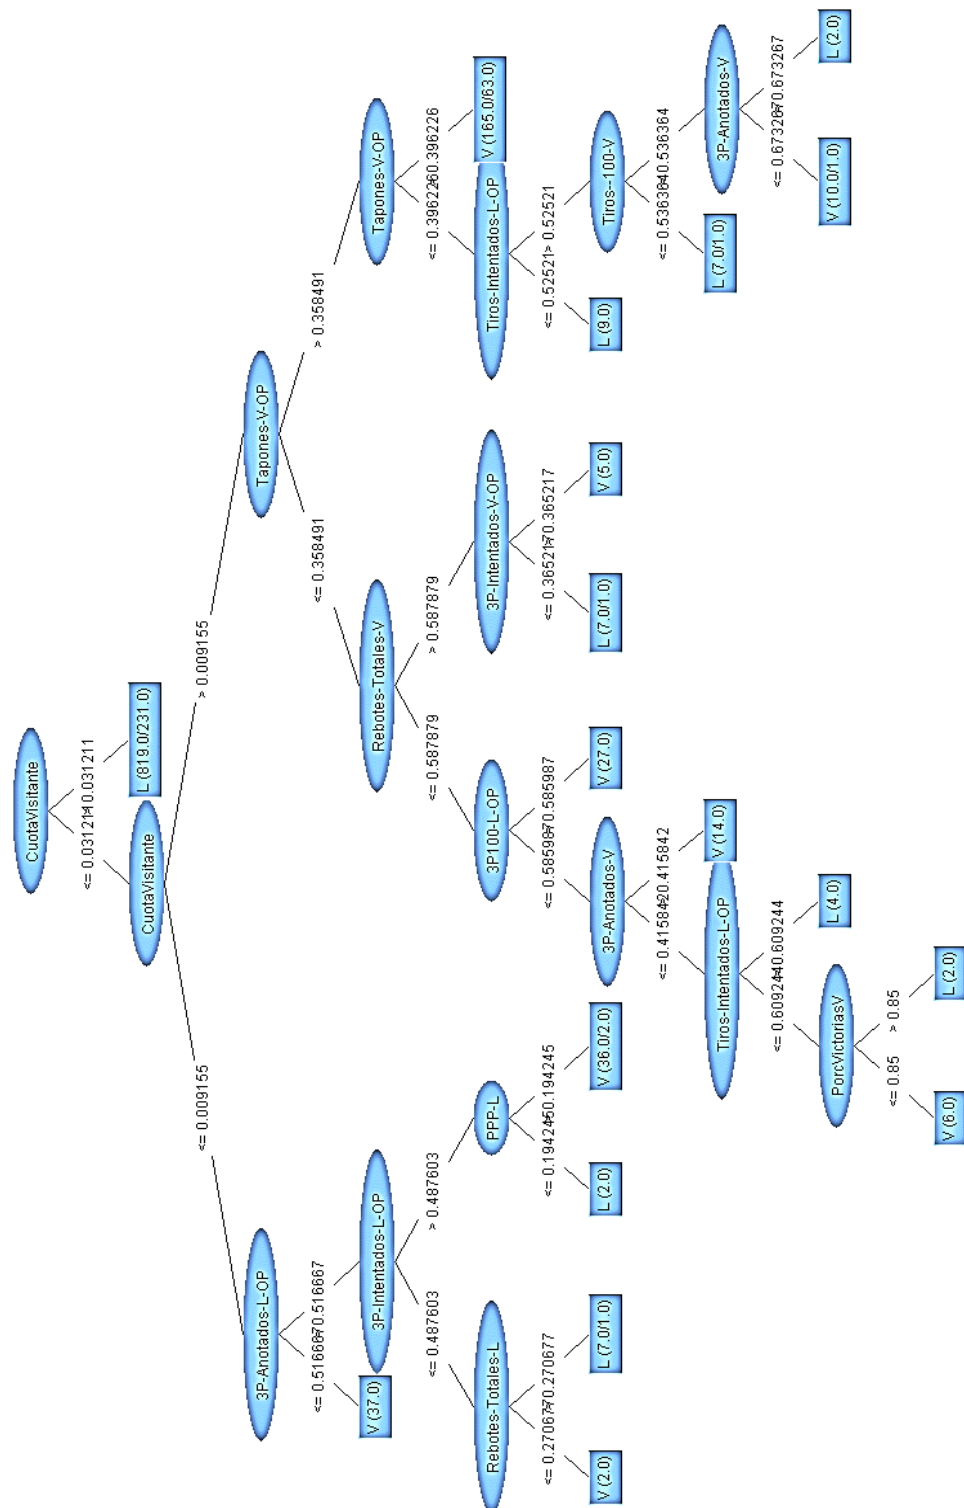 CuotaVisitante
<= 0.031211
> 0.031211
CuotaVisitante
L (819.0/231.0)
<= 0.009155
> 0.009155
3P-Anotados-L-OP
Tapones-V-OP
<= 0.516667
> 0.516667
<= 0.358491
> 0.358491
V (37.0)
3P-Intentados-L-OP
Rebotes-Totales-V
Tapones-V-OP
<= 0.487603
> 0.487603
<= 0.587879
> 0.587879
<= 0.396226
> 0.396226
Rebotes-Totales-L
PPP-L
3P100-L-OP
3P-Intentados-V-OP
Tiros-Intentados-L-OP
V (165.0/63.0)
<= 0.270677
> 0.270677
<= 0.194245
> 0.194245
<= 0.585987
> 0.585987
<= 0.365217
> 0.365217
<= 0.52521
> 0.52521
V (2.0)
L (7.0/1.0)
L (2.0)
V (36.0/2.0)
3P-Anotados-V
V (27.0)
L (7.0/1.0)
V (5.0)
L (9.0)
Tiros--100-V
<= 0.415842
> 0.415842
<= 0.536364
> 0.536364
Tiros-Intentados-L-OP
V (14.0)
L (7.0/1.0)
3P-Anotados-V
<= 0.609244
> 0.609244
<= 0.673267
> 0.673267
PorcVictoriasV
L (4.0)
V (10.0/1.0)
L (2.0)
<= 0.85
> 0.85
V (6.0)
L (2.0)